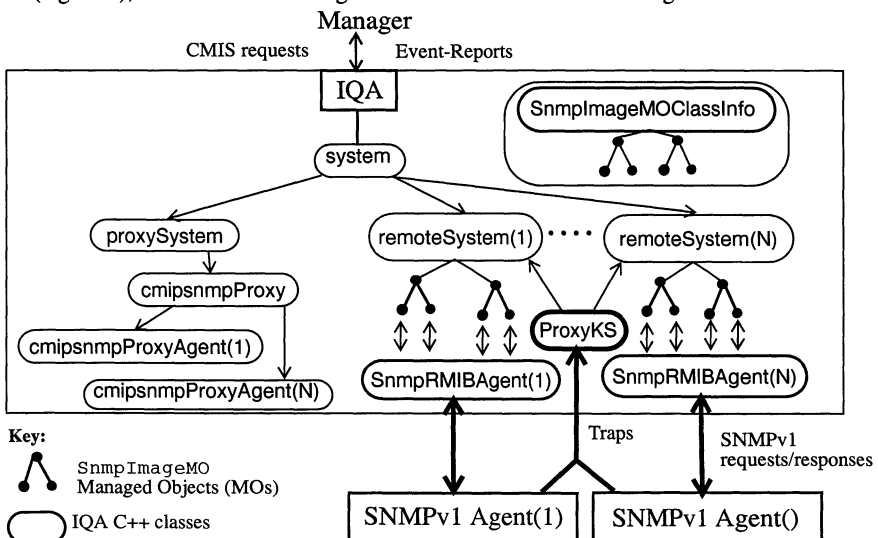 Manager
CMIS requests
Event-Reports
IQA
SnmpImageMOClassInfo
system
proxySystem
remoteSystem(1)
remoteSystem(N)
cmipsnmpProxy
ProxyKS
cmipsnmpProxyAgent(1)
SnmpRMIBAgent(1)
SnmpRMIBAgent(N)
cmipsnmpProxyAgent(N)
Key:
Traps
SNMPv1
requests/responses
SnmpImageMO
Managed Objects (MOs)
IQA C++ classes
SNMPv1 Agent(1)
SNMPv1 Agent()